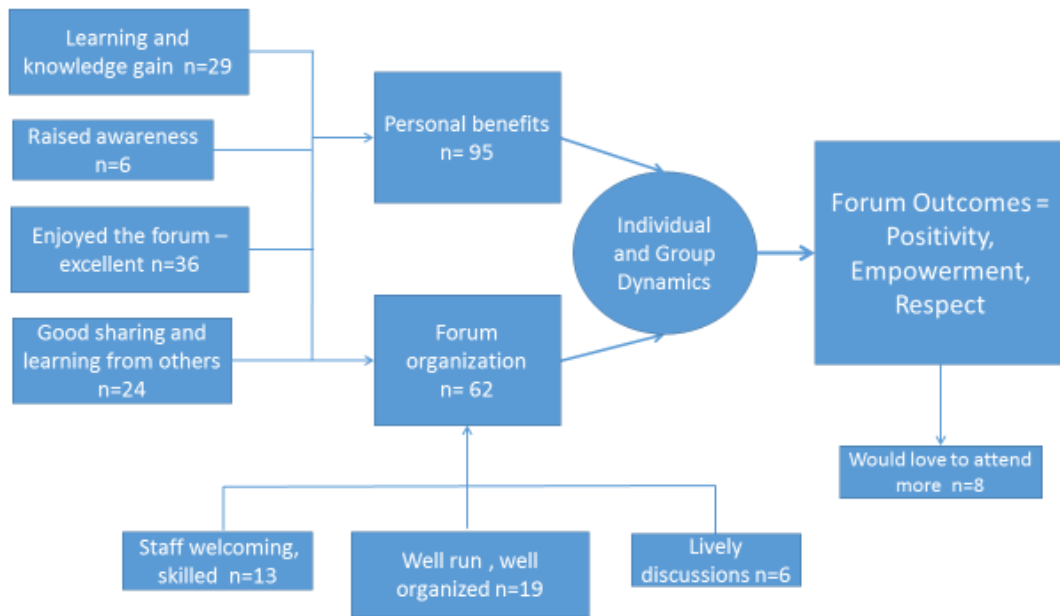 Learning and
knowledge gain n=29
Raised awareness
n=6
Enjoyed the forum –
excellent n=36
Good sharing and
learning from others
n=24
Personal benefits
n= 95
Forum
organization
n= 62
Individual
and Group
Dynamics
Forum Outcomes =
Positivity,
Empowerment,
Respect
Would love to attend
more n=8
Staff welcoming,
skilled n=13
Well run , well
organized n=19
Lively
discussions n=6